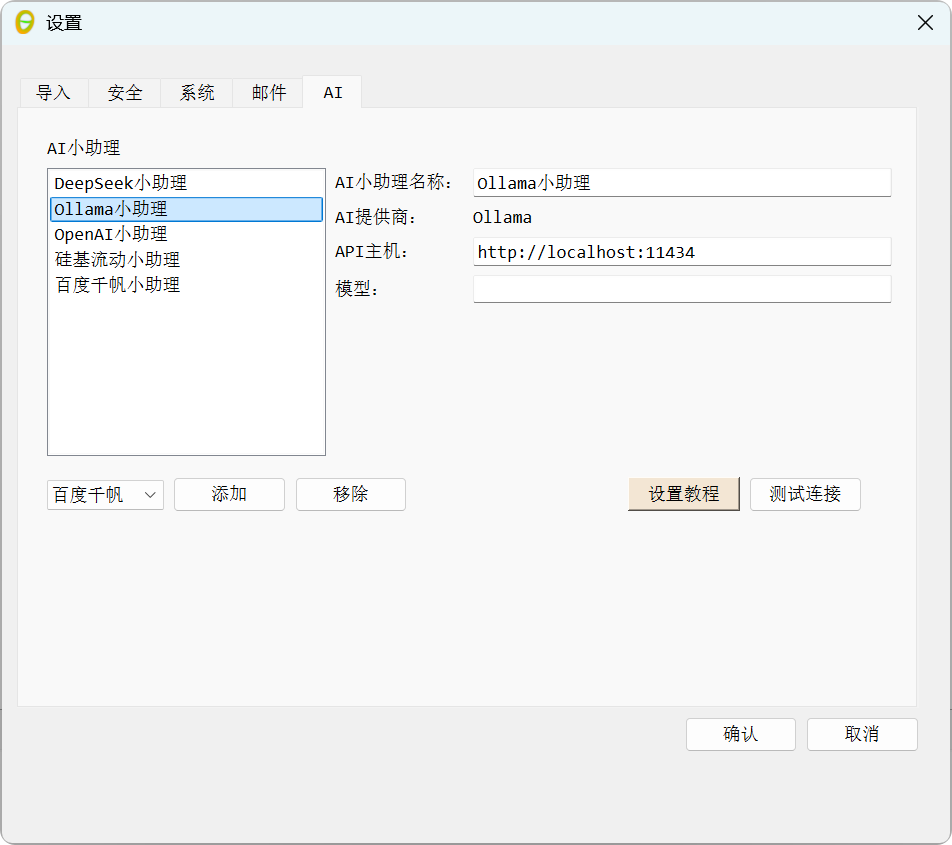 设置
导入 安全 系统 邮件 AI
AI小助理
DeepSeek小助理
Ollama小助理
OpenAI小助理
硅基流动小助理
百度千帆小助理
AI小助理名称: Ollama小助理
AI提供商: Ollama
API主机: http://localhost:11434
模型:
百度千帆 添加 移除 设置教程 测试连接
确认 取消